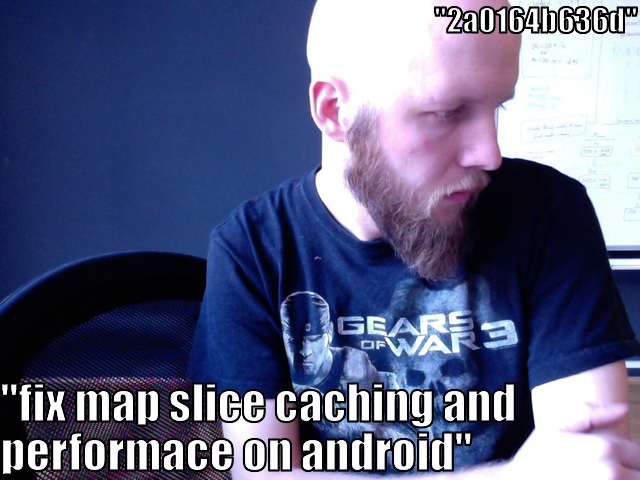 "2a0164b636d"
GEARS
OF WAR 3
"fix map slice caching and
performace on android"